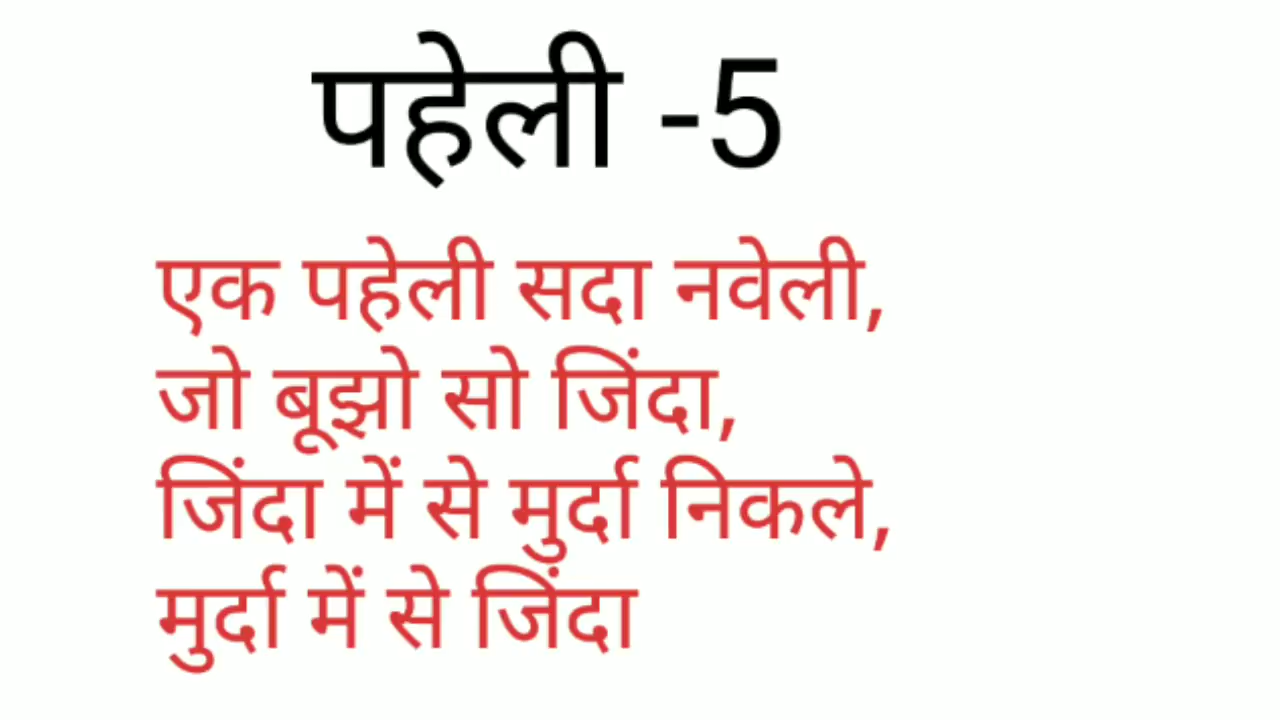 पहेली -5
एक पहेली सदा नवेली,
जो बूझो सो जिंदा,
जिंदा में से मुर्दा निकले,
मुर्दा में से जिंदा